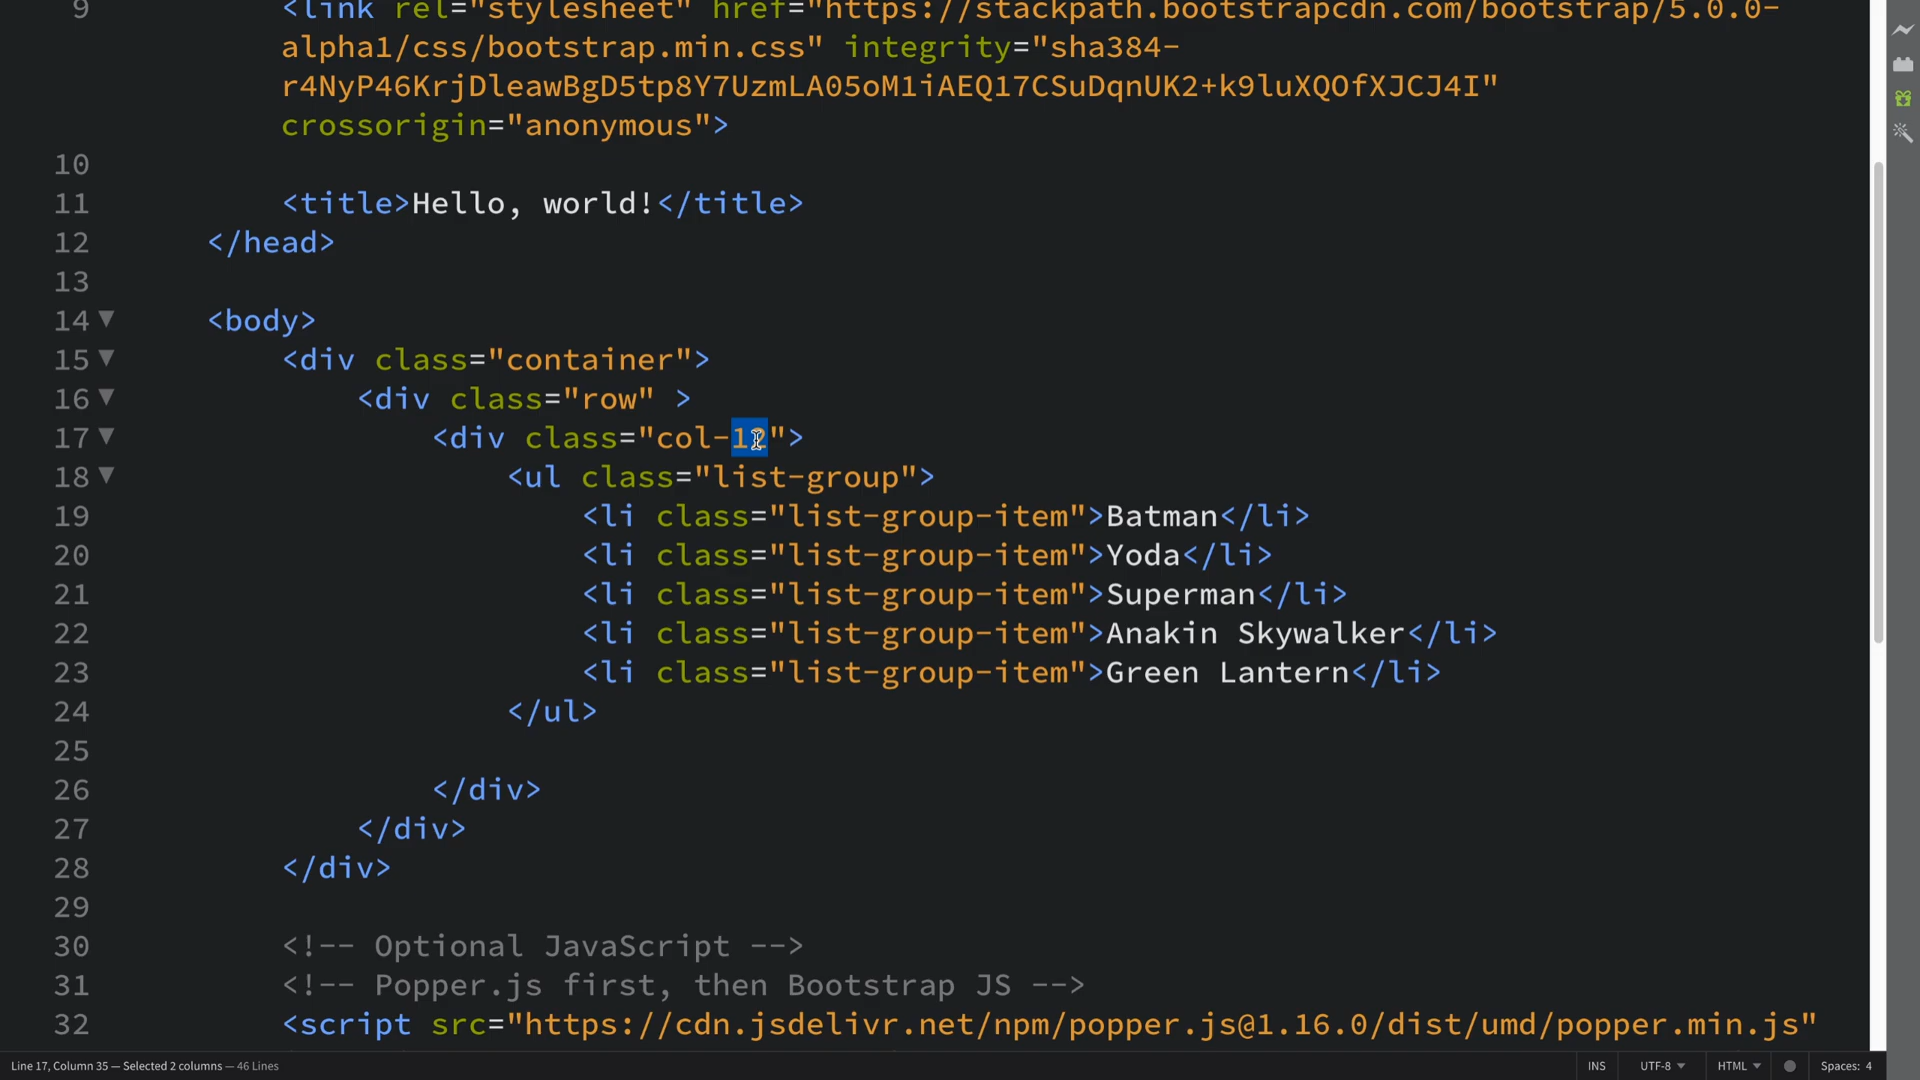 9 <link rel="stylesheet" href="https://stackpath.bootstrapcdn.com/bootstrap/5.0.0-
alpha1/css/bootstrap.min.css" integrity="sha384-
r4NyP46KrjDleawBgD5tp8Y7UzmLA05oM1iAEQ17CSuDqnUK2+k9luXQOfXJCJ4I"
crossorigin="anonymous">
10
11 <title>Hello, world!</title>
12 </head>
13
14 <body>
15 <div class="container">
16 <div class="row" >
17 <div class="col-12">
18 <ul class="list-group">
19 <li class="list-group-item">Batman</li>
20 <li class="list-group-item">Yoda</li>
21 <li class="list-group-item">Superman</li>
22 <li class="list-group-item">Anakin Skywalker</li>
23 <li class="list-group-item">Green Lantern</li>
24 </ul>
25
26 </div>
27 </div>
28 </div>
29
30 <!-- Optional JavaScript -->
31 <!-- Popper.js first, then Bootstrap JS -->
32 <script src="https://cdn.jsdelivr.net/npm/popper.js@1.16.0/dist/umd/popper.min.js"
Line 17, Column 35 — Selected 2 columns — 46 Lines INS UTF-8 HTML Spaces: 4